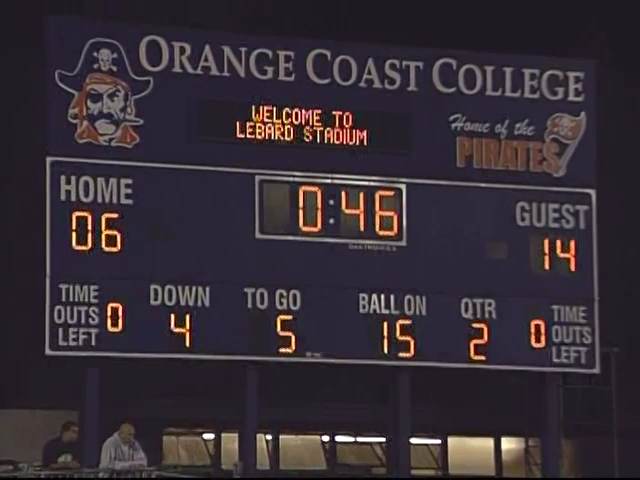 ORANGE COAST COLLEGE
WELCOME TO
LEBARD STADIUM
Home of the
PIRATES
HOME
06
0:46
GUEST
14
TIME
OUTS
LEFT
0
DOWN
4
TO GO
5
BALL ON
15
QTR
2
0
TIME
OUTS
LEFT